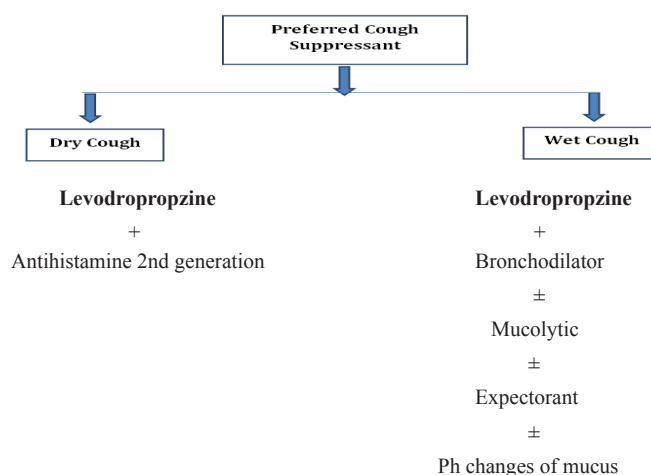 Preferred Cough
Suppressant
Dry Cough
Wet Cough
Levodropropzine
+
Antihistamine 2nd generation
Levodropropzine
+
Bronchodilator
±
Mucolytic
±
Expectorant
±
Ph changes of mucus